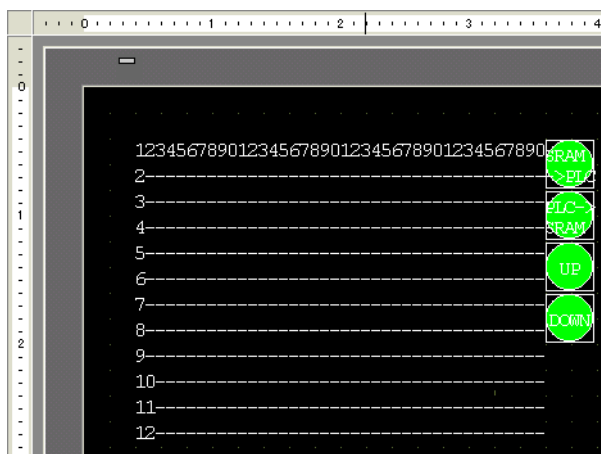 0 1 2 3 4
0
1
2
1234567890123456789012345678901234567890
2--------------------------------------
3--------------------------------------
4--------------------------------------
5--------------------------------------
6--------------------------------------
7--------------------------------------
8--------------------------------------
9--------------------------------------
10-------------------------------------
11-------------------------------------
12-------------------------------------
SRAM
->PLC
PLC->
SRAM
UP
DOWN